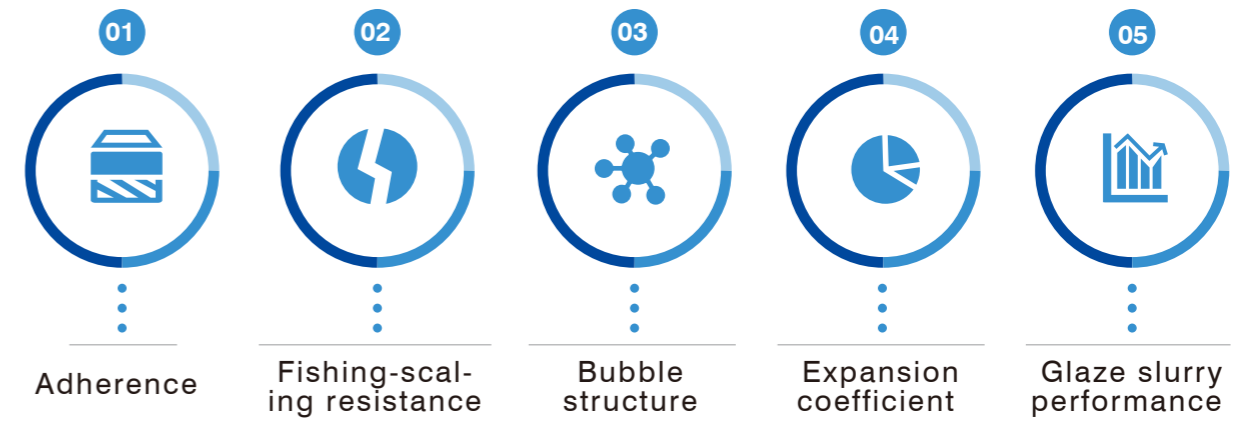 01
02
03
04
05
Adherence
Fishing-scal-
ing resistance
Bubble
structure
Expansion
coefficient
Glaze slurry
performance